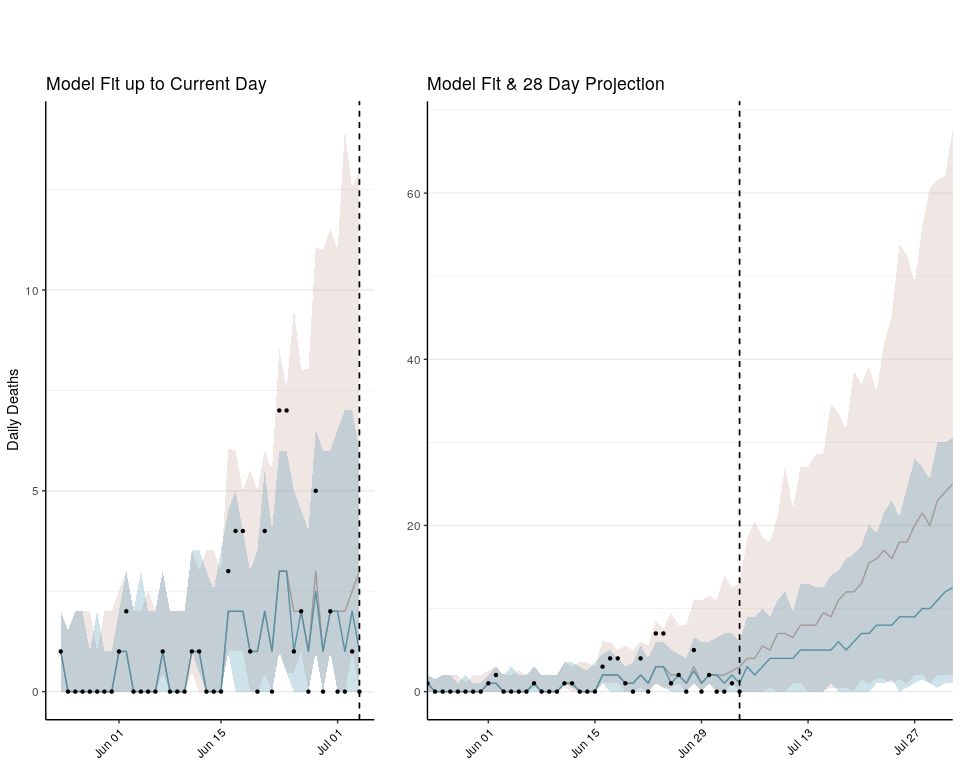 Model Fit up to Current Day
Model Fit & 28 Day Projection
Daily Deaths
10
5
0
Jun 01
Jun 15
Jul 01
60
40
20
0
Jun 01
Jun 15
Jun 29
Jul 13
Jul 27